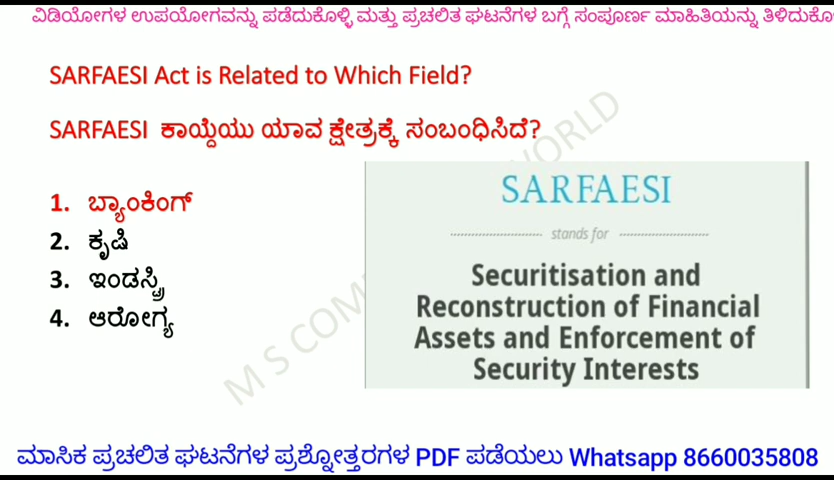 ವಿಡಿಯೋಗಳ ಉಪಯೋಗವನ್ನು ಪಡೆದುಕೊಳ್ಳಿ ಮತ್ತು ಪ್ರಚಲಿತ ಘಟನೆಗಳ ಬಗ್ಗೆ ಸಂಪೂರ್ಣ ಮಾಹಿತಿಯನ್ನು
SARFAESI Act is Related to Which Field?
SARFAESI ಕಾಯ್ದೆಯು ಯಾವ ಕ್ಷೇತ್ರಕ್ಕೆ ಸಂಬಂಧಿಸಿದೆ?
1. ಬ್ಯಾಂಕಿಂಗ್
2. ಕೃಷಿ
3. ಇಂಡಸ್ಟ್ರಿ
4. ಆರೋಗ್ಯ
SARFAESI
stands for
Securitisation and
Reconstruction of Financial
Assets and Enforcement of
Security Interests
M S COM
WORLD
ಮಾಸಿಕ ಪ್ರಚಲಿತ ಘಟನೆಗಳ ಪ್ರಶ್ನೋತ್ತರಗಳ PDF ಪಡೆಯಲು Whatsapp 8660035808